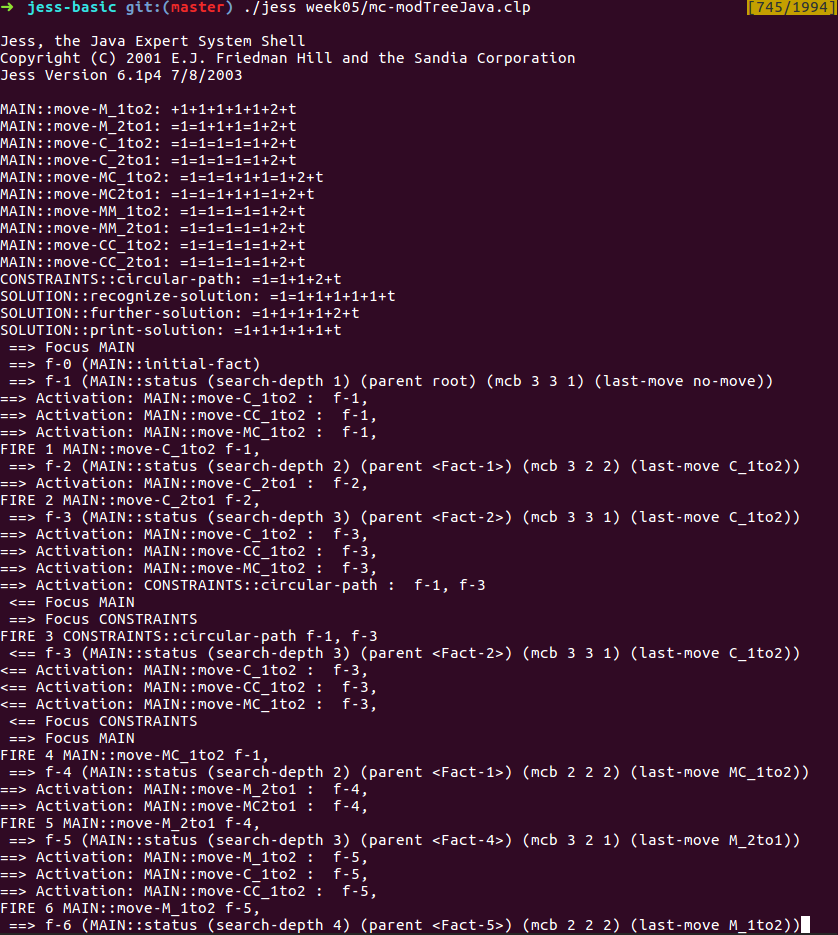 → jess-basic git:(master) ./jess week05/mc-modTreeJava.clp [745/1994]
Jess, the Java Expert System Shell
Copyright (C) 2001 E.J. Friedman Hill and the Sandia Corporation
Jess Version 6.1p4 7/8/2003
MAIN::move-M_1to2: +1+1+1+1+1+2+t
MAIN::move-M_2to1: =1=1=1+1+1+2+t
MAIN::move-C_1to2: =1=1=1=1+2+t
MAIN::move-C_2to1: =1=1=1=1+2+t
MAIN::move-MC_1to2: =1=1=1+1+1=1+2+t
MAIN::move-MC2to1: =1=1=1+1+1=1+2+t
MAIN::move-MM_1to2: =1=1=1=1=1+2+t
MAIN::move-MM_2to1: =1=1=1=1=1+2+t
MAIN::move-CC_1to2: =1=1=1=1=1+2+t
MAIN::move-CC_2to1: =1=1=1=1=1+2+t
CONSTRAINTS::circular-path: =1=1+1+2+t
SOLUTION::recognize-solution: =1=1+1+1+1+1+t
SOLUTION::further-solution: =1+1+1+1+2+t
SOLUTION::print-solution: =1+1+1+1+1+t
==> Focus MAIN
==> f-0 (MAIN::initial-fact)
==> f-1 (MAIN::status (search-depth 1) (parent root) (mcb 3 3 1) (last-move no-move))
==> Activation: MAIN::move-C_1to2 : f-1,
==> Activation: MAIN::move-CC_1to2 : f-1,
==> Activation: MAIN::move-MC_1to2 : f-1,
FIRE 1 MAIN::move-C_1to2 f-1,
==> f-2 (MAIN::status (search-depth 2) (parent <Fact-1>) (mcb 3 2 2) (last-move C_1to2))
==> Activation: MAIN::move-C_2to1 : f-2,
FIRE 2 MAIN::move-C_2to1 f-2,
==> f-3 (MAIN::status (search-depth 3) (parent <Fact-2>) (mcb 3 3 1) (last-move C_1to2))
==> Activation: MAIN::move-C_1to2 : f-3,
==> Activation: MAIN::move-CC_1to2 : f-3,
==> Activation: MAIN::move-MC_1to2 : f-3,
==> Activation: CONSTRAINTS::circular-path : f-1, f-3
<== Focus MAIN
==> Focus CONSTRAINTS
FIRE 3 CONSTRAINTS::circular-path f-1, f-3
<== f-3 (MAIN::status (search-depth 3) (parent <Fact-2>) (mcb 3 3 1) (last-move C_1to2))
<== Activation: MAIN::move-C_1to2 : f-3,
<== Activation: MAIN::move-CC_1to2 : f-3,
<== Activation: MAIN::move-MC_1to2 : f-3,
<== Focus CONSTRAINTS
==> Focus MAIN
FIRE 4 MAIN::move-MC_1to2 f-1,
==> f-4 (MAIN::status (search-depth 2) (parent <Fact-1>) (mcb 2 2 2) (last-move MC_1to2))
==> Activation: MAIN::move-M_2to1 : f-4,
==> Activation: MAIN::move-MC2to1 : f-4,
FIRE 5 MAIN::move-M_2to1 f-4,
==> f-5 (MAIN::status (search-depth 3) (parent <Fact-4>) (mcb 3 2 1) (last-move M_2to1))
==> Activation: MAIN::move-M_1to2 : f-5,
==> Activation: MAIN::move-C_1to2 : f-5,
==> Activation: MAIN::move-CC_1to2 : f-5,
FIRE 6 MAIN::move-M_1to2 f-5,
==> f-6 (MAIN::status (search-depth 4) (parent <Fact-5>) (mcb 2 2 2) (last-move M_1to2))